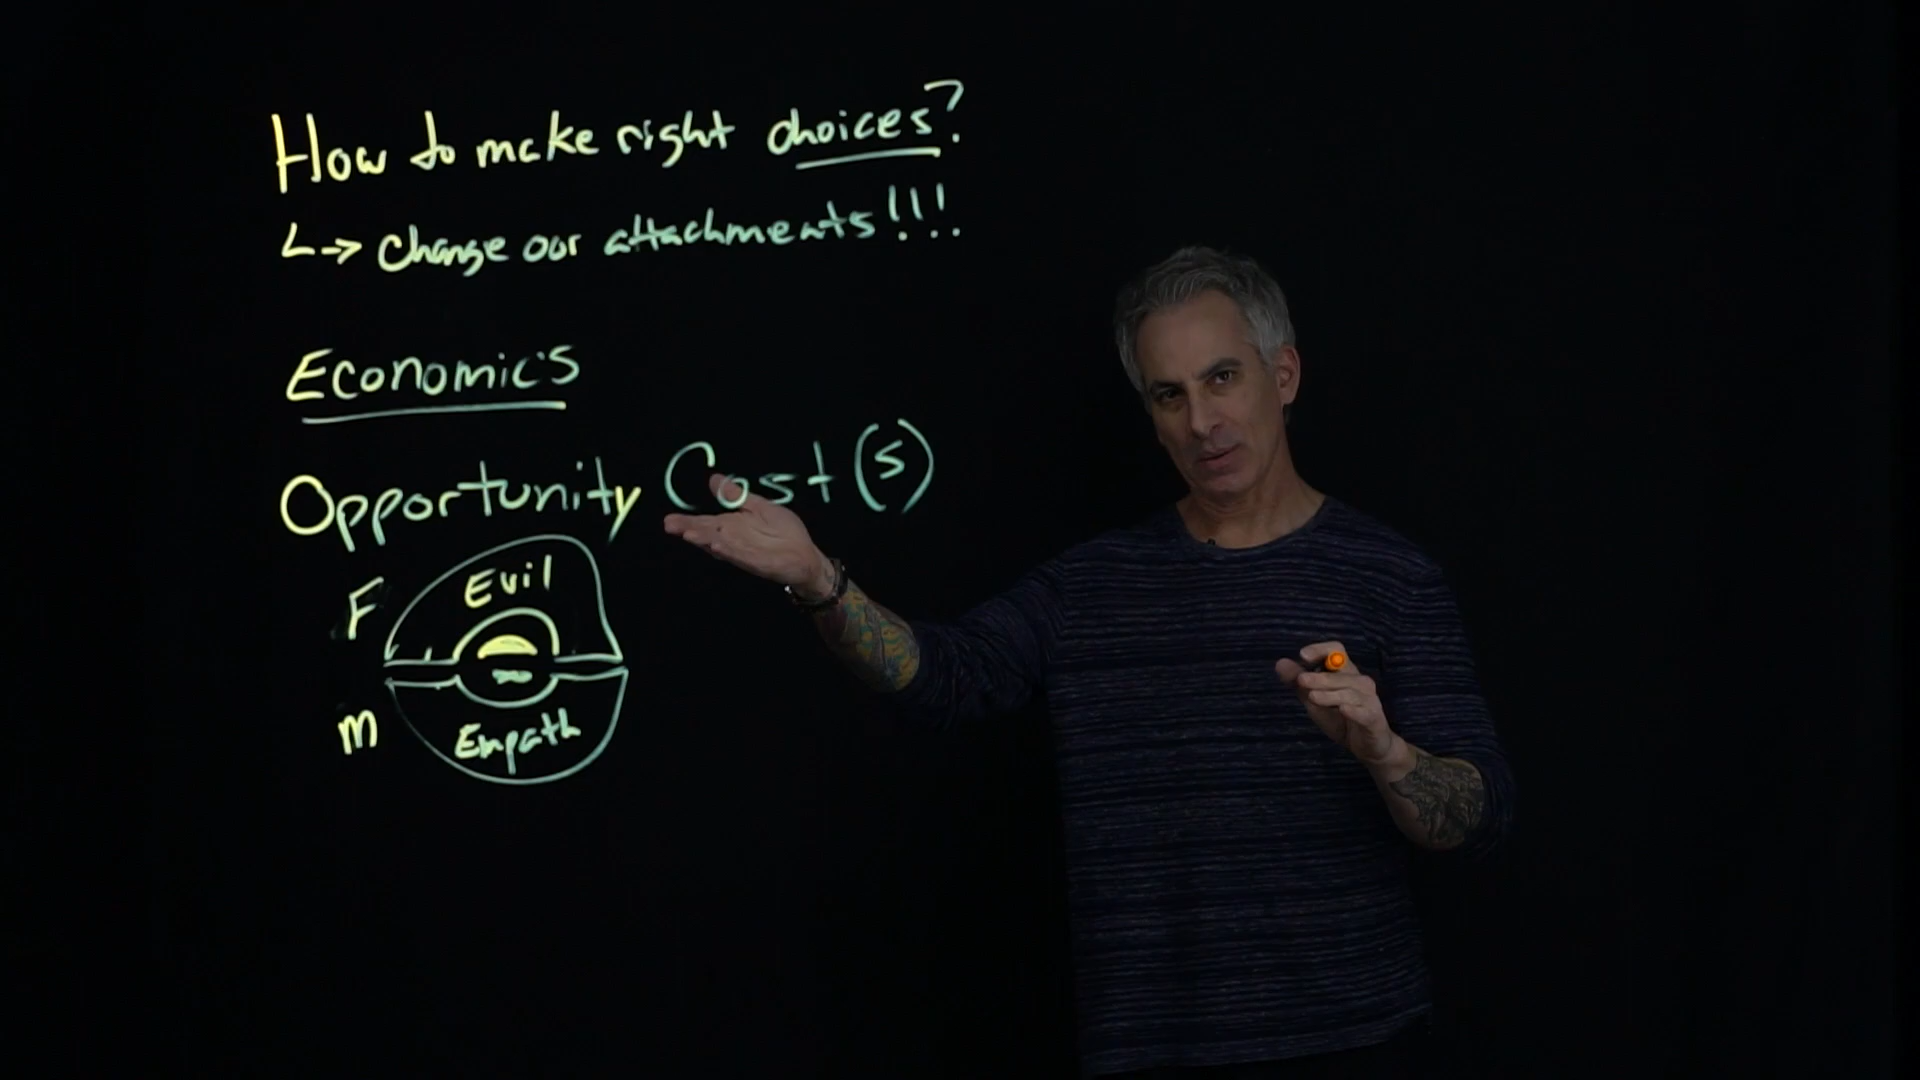 How to make right choices?
↳ change our attachments!!!
Economics
Opportunity Cost(s)
F
Evil
M
Empath